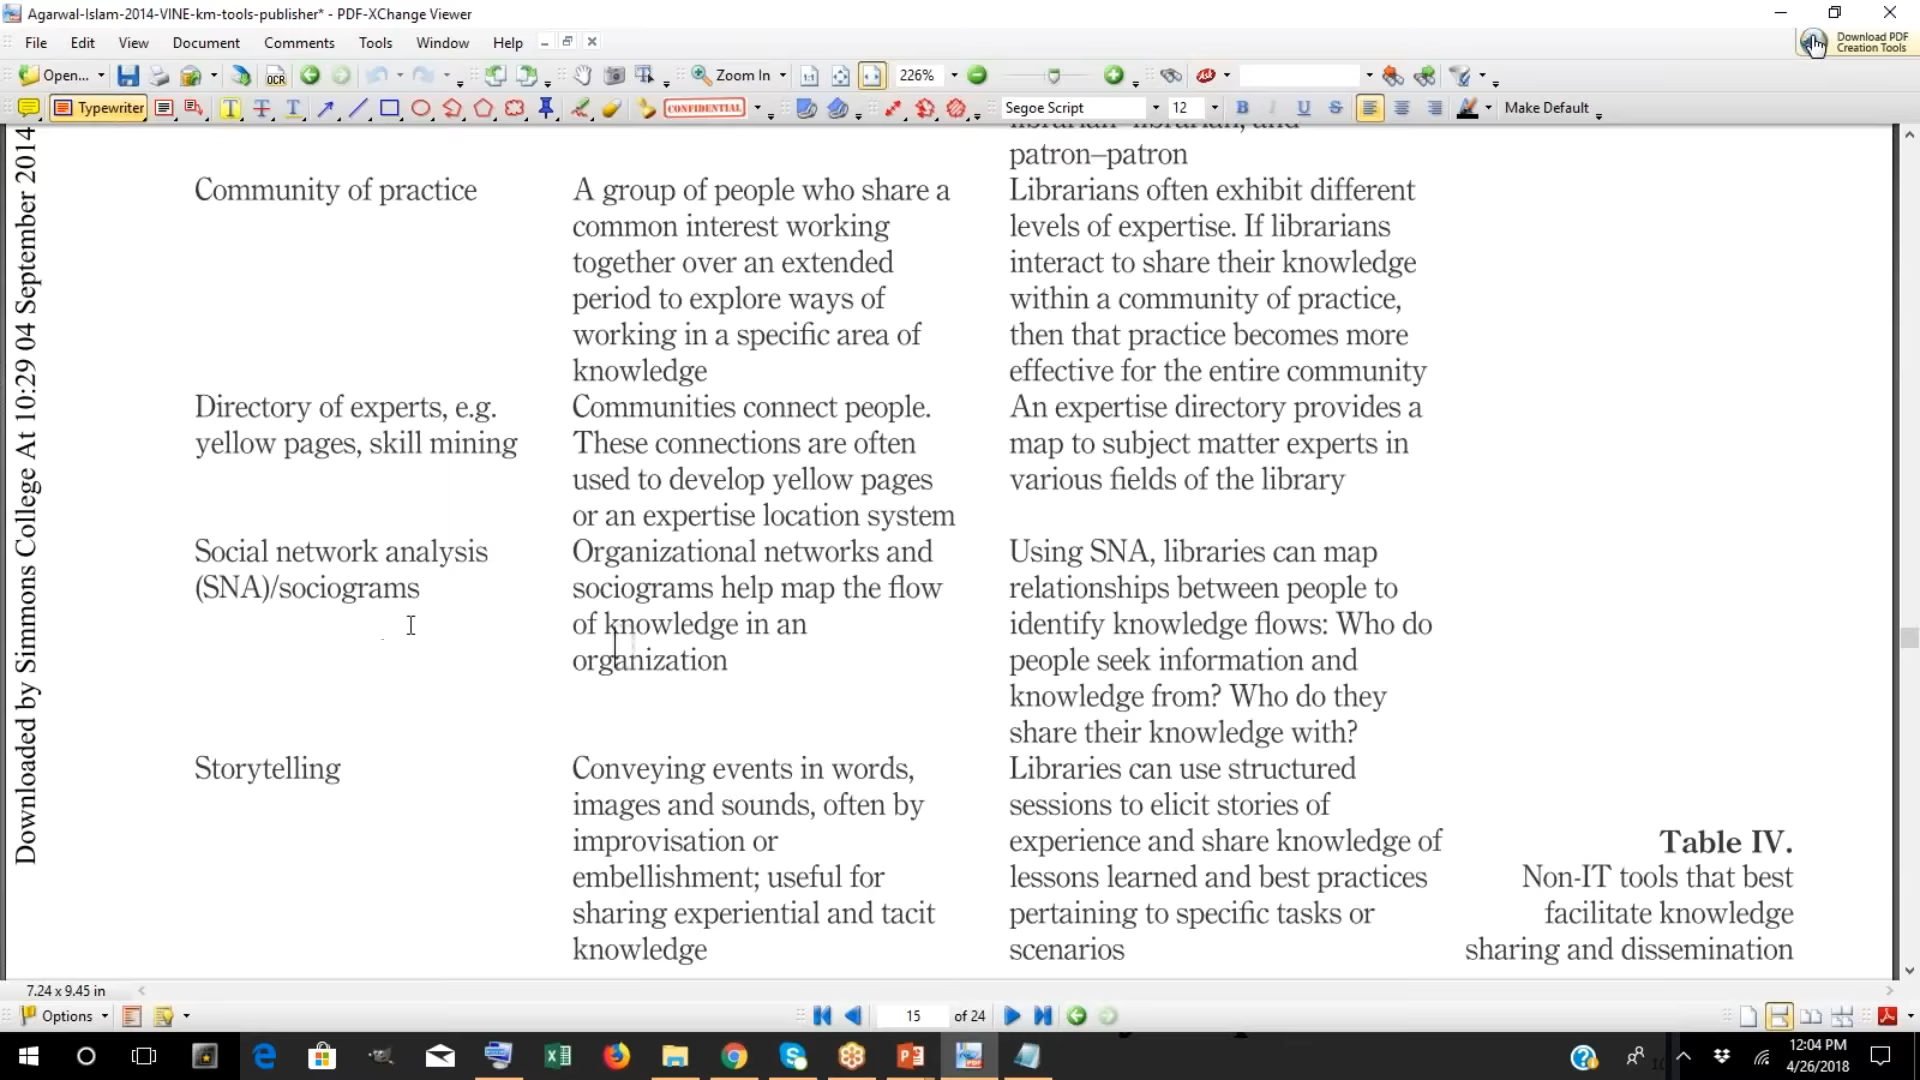 Agarwal-Islam-2014-VINE-km-tools-publisher* - PDF-XChange Viewer
File Edit View Document Comments Tools Window Help
Download PDF
Creation Tools
Open... OCR Zoom In 226%
Typewriter CONFIDENTIAL Segoe Script 12 B I U S Make Default
Downloaded by Simmons College At 10:29 04 September 2014
librarian–librarian, and
patron–patron
Community of practice
A group of people who share a
common interest working
together over an extended
period to explore ways of
working in a specific area of
knowledge
Librarians often exhibit different
levels of expertise. If librarians
interact to share their knowledge
within a community of practice,
then that practice becomes more
effective for the entire community
Directory of experts, e.g.
yellow pages, skill mining
Communities connect people.
These connections are often
used to develop yellow pages
or an expertise location system
An expertise directory provides a
map to subject matter experts in
various fields of the library
Social network analysis
(SNA)/sociograms
Organizational networks and
sociograms help map the flow
of knowledge in an
organization
Using SNA, libraries can map
relationships between people to
identify knowledge flows: Who do
people seek information and
knowledge from? Who do they
share their knowledge with?
Storytelling
Conveying events in words,
images and sounds, often by
improvisation or
embellishment; useful for
sharing experiential and tacit
knowledge
Libraries can use structured
sessions to elicit stories of
experience and share knowledge of
lessons learned and best practices
pertaining to specific tasks or
scenarios
Table IV.
Non-IT tools that best
facilitate knowledge
sharing and dissemination
7.24 x 9.45 in
Options 15 of 24
12:04 PM
4/26/2018